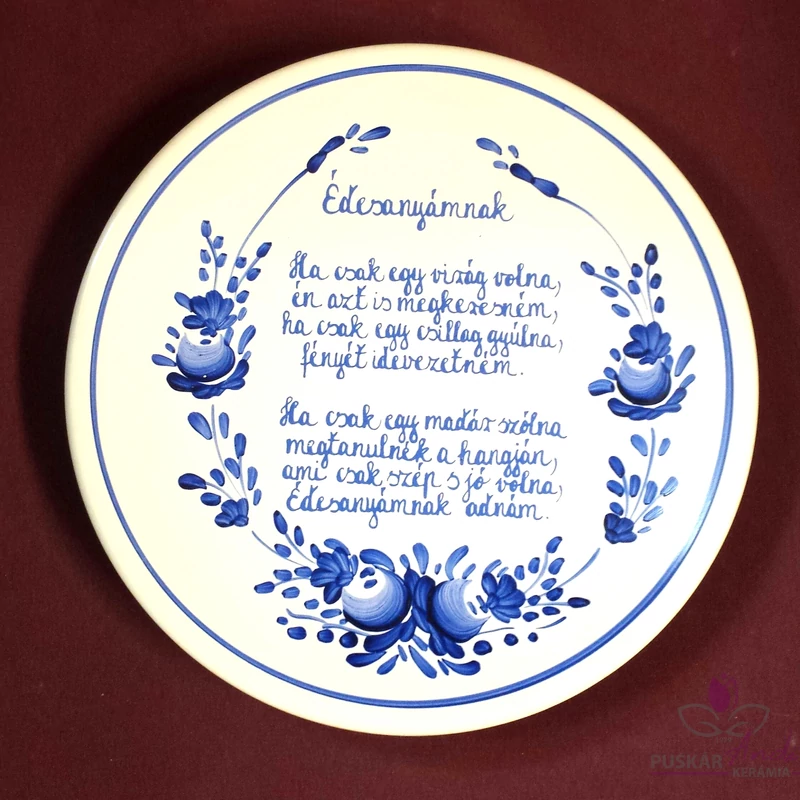 Édesanyámnak
Ha csak egy virág volna,
én azt is megkeresném,
ha csak egy csillag gyúlna,
fényét idevezetném.
Ha csak egy madár szólna
megtanulnék a hangján,
ami csak szép s jó volna,
Édesanyámnak adnám.
PUSKÁR
KERÁMIA